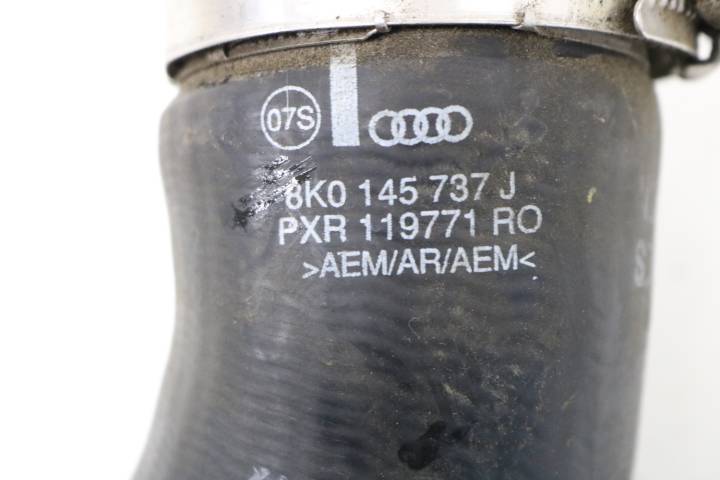 07S
8K0 145 737 J
PXR 119771 RO
>AEM/AR/AEM<